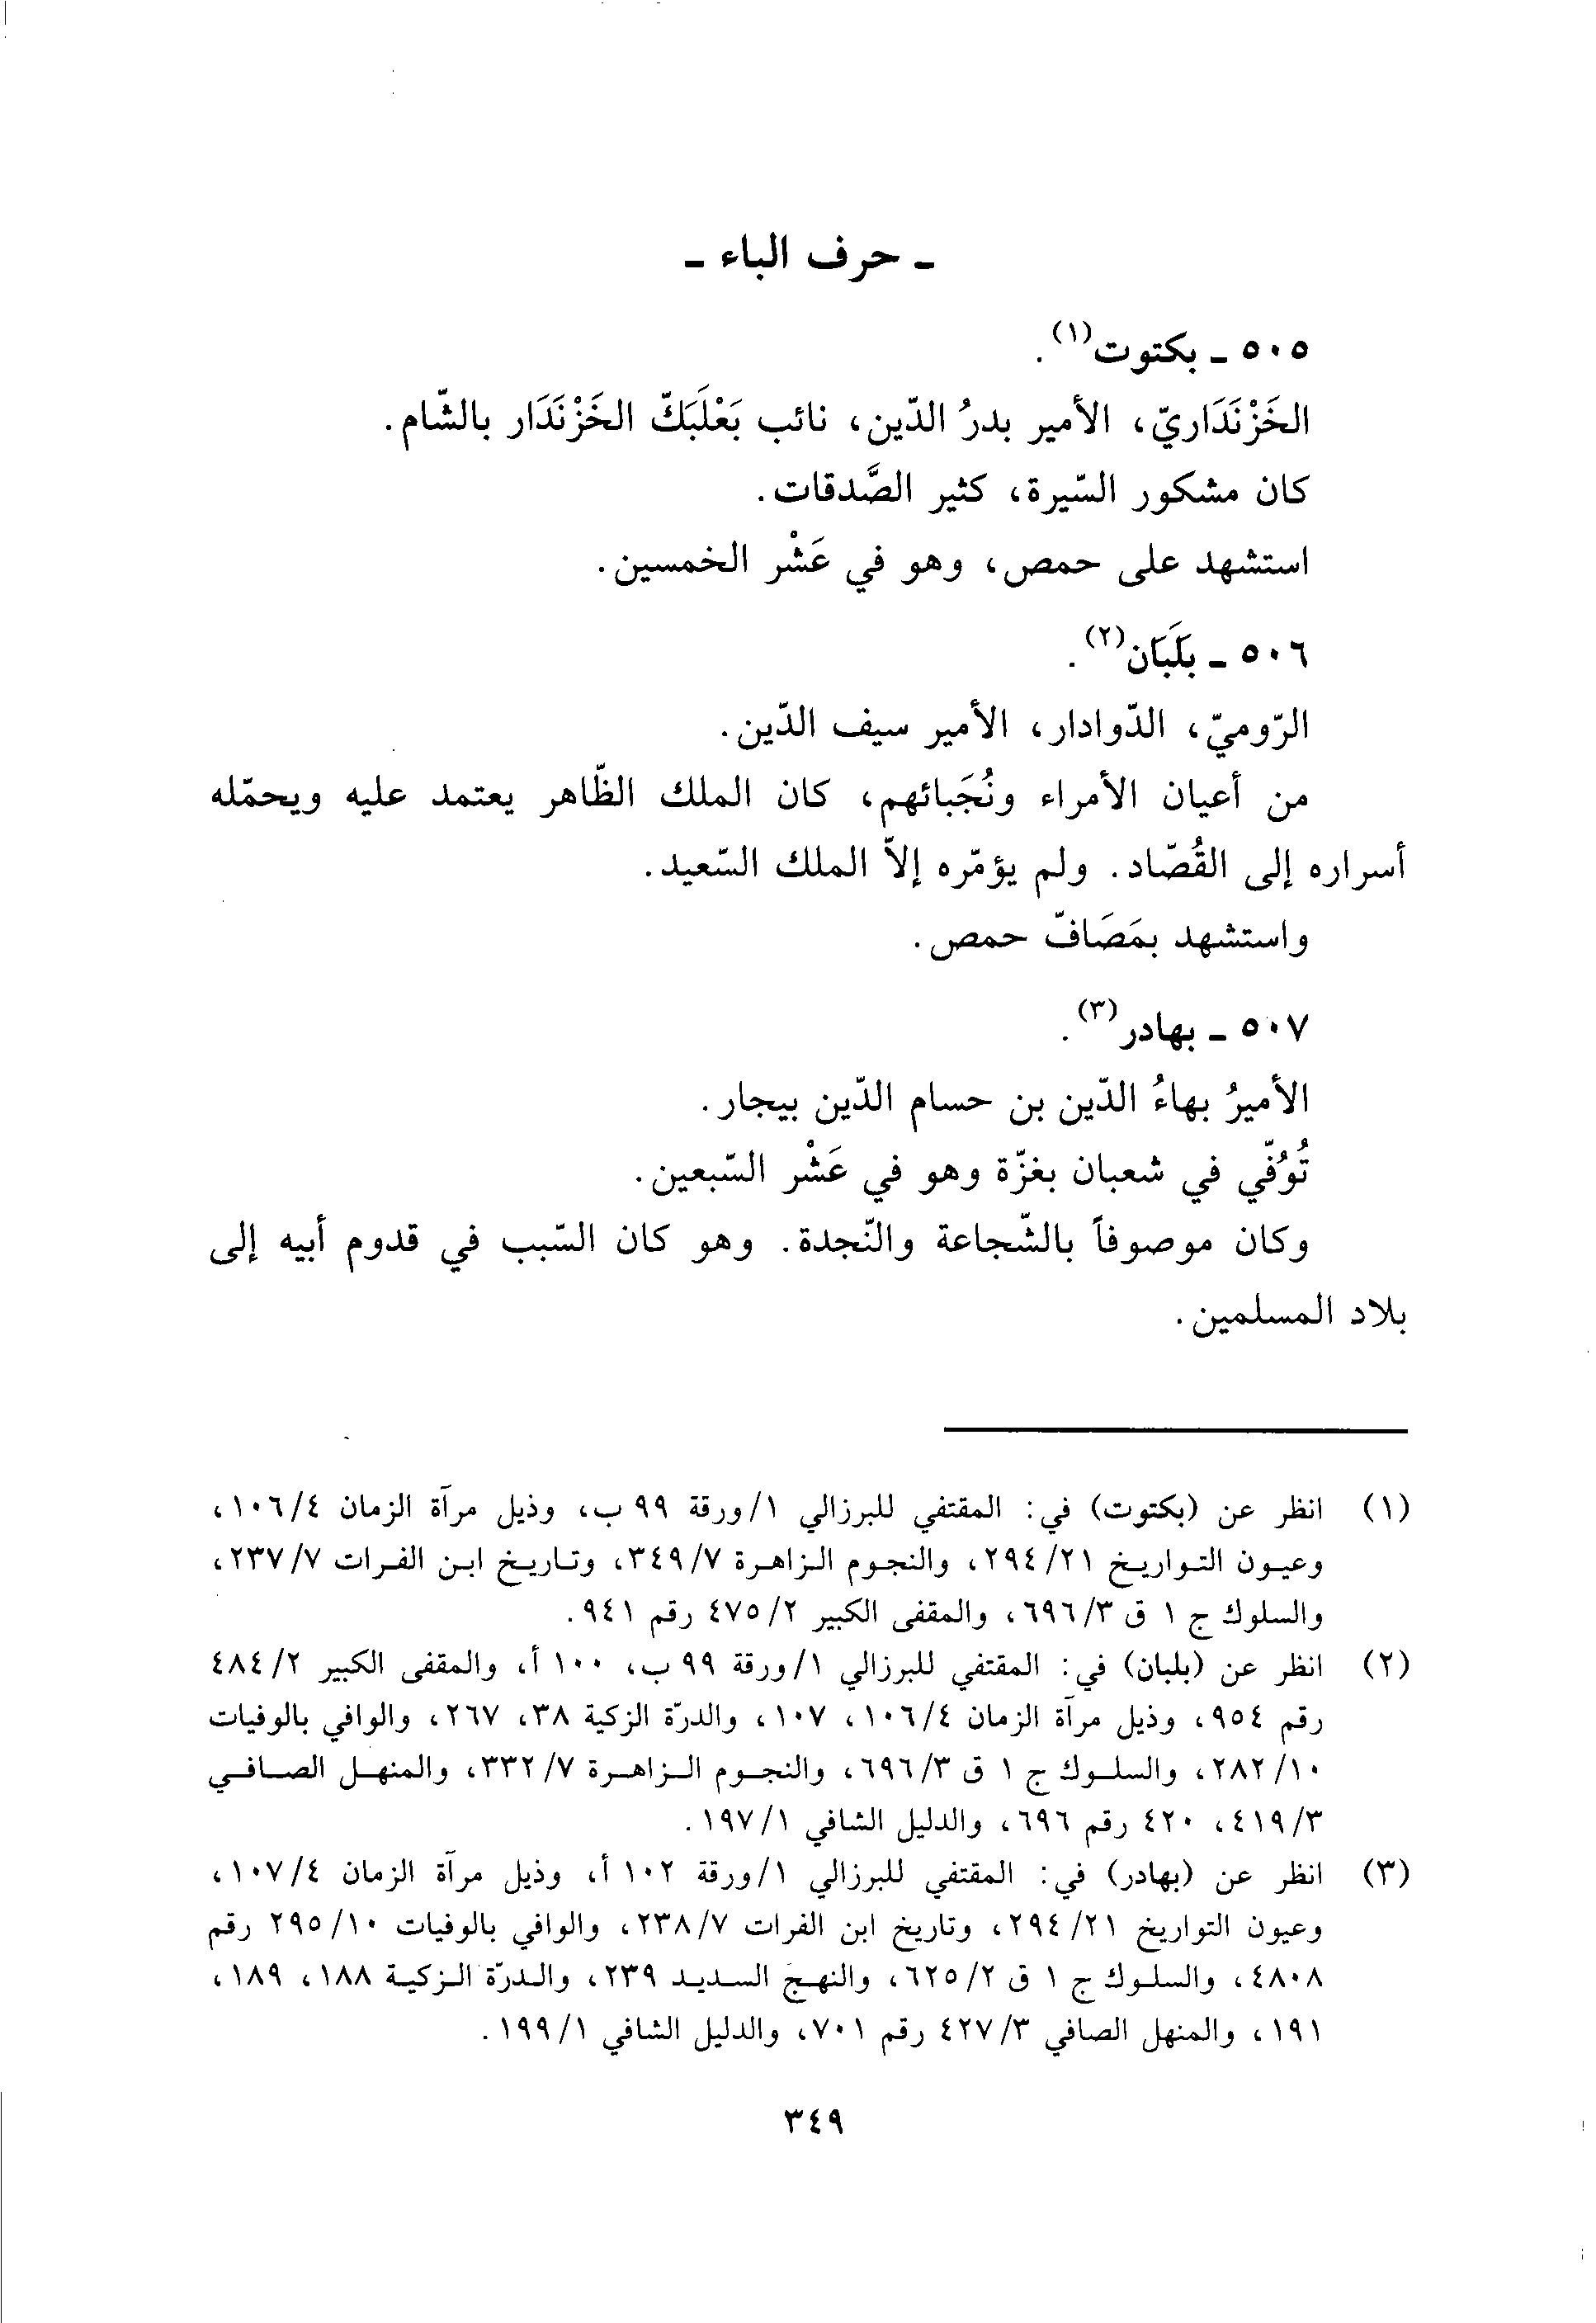 ـ حرف الباء ـ
٥٠٥ ـ بكتوت(١).
الخَزْنَدَاريّ، الأمير بدرُ الدّين، نائب بَعْلَبَكّ الخَزْنَدَار بالشّام.
كان مشكور السّيرة، كثير الصَّدقات.
استشهد على حمص، وهو في عَشْر الخمسين.
٥٠٦ ـ بَلَبَان(٢).
الرّوميّ، الدّوادار، الأمير سيف الدّين.
من أعيان الأمراء ونُجَبائهم، كان الملك الظّاهر يعتمد عليه ويحمّله
أسراره إلى القُصّاد. ولم يؤمّره إلاّ الملك السّعيد.
واستشهد بمَصَافّ حمص.
٥٠٧ ـ بهادر(٣).
الأميرُ بهاءُ الدّين بن حسام الدّين بيجار.
تُوُفّي في شعبان بغزّة وهو في عَشْر السّبعين.
وكان موصوفاً بالشّجاعة والنّجدة. وهو كان السّبب في قدوم أبيه إلى
بلاد المسلمين.
(١) انظر عن (بكتوت) في: المقتفي للبرزالي ١/ورقة ٩٩ ب، وذيل مرآة الزمان ٤/١٠٦،
وعيون التواريخ ٢١/٢٩٤، والنجوم الزاهرة ٧/٣٤٩، وتاريخ ابن الفرات ٧/٢٣٧،
والسلوك ج ١ ق ٣/٦٩٦، والمقفى الكبير ٢/٤٧٥ رقم ٩٤١.
(٢) انظر عن (بلبان) في: المقتفي للبرزالي ١/ورقة ٩٩ ب، ١٠٠ أ، والمقفى الكبير ٢/٤٨٤
رقم ٩٥٤، وذيل مرآة الزمان ٤/١٠٦، ١٠٧، والدرّة الزكية ٣٨، ٢٦٧، والوافي بالوفيات
١٠/٢٨٢، والسلوك ج ١ ق ٣/٦٩٦، والنجوم الزاهرة ٧/٣٣٢، والمنهل الصافي
٣/٤١٩، ٤٢٠ رقم ٦٩٦، والدليل الشافي ١/١٩٧.
(٣) انظر عن (بهادر) في: المقتفي للبرزالي ١/ورقة ١٠٢ أ، وذيل مرآة الزمان ٤/١٠٧،
وعيون التواريخ ٢١/٢٩٤، وتاريخ ابن الفرات ٧/٢٣٨، والوافي بالوفيات ١٠/٢٩٥ رقم
٤٨٠٨، والسلوك ج ١ ق ٢/٦٢٥، والنهج السديد ٢٣٩، والدرّة الزكية ١٨٨، ١٨٩،
١٩١، والمنهل الصافي ٣/٤٢٧ رقم ٧٠١، والدليل الشافي ١/١٩٩.
٣٤٩